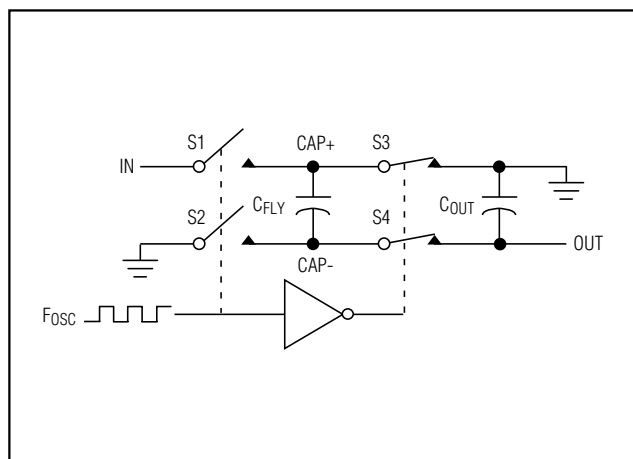 S1
CAP+
S3
IN
C_FLY
C_OUT
S2
S4
OUT
CAP-
F_OSC